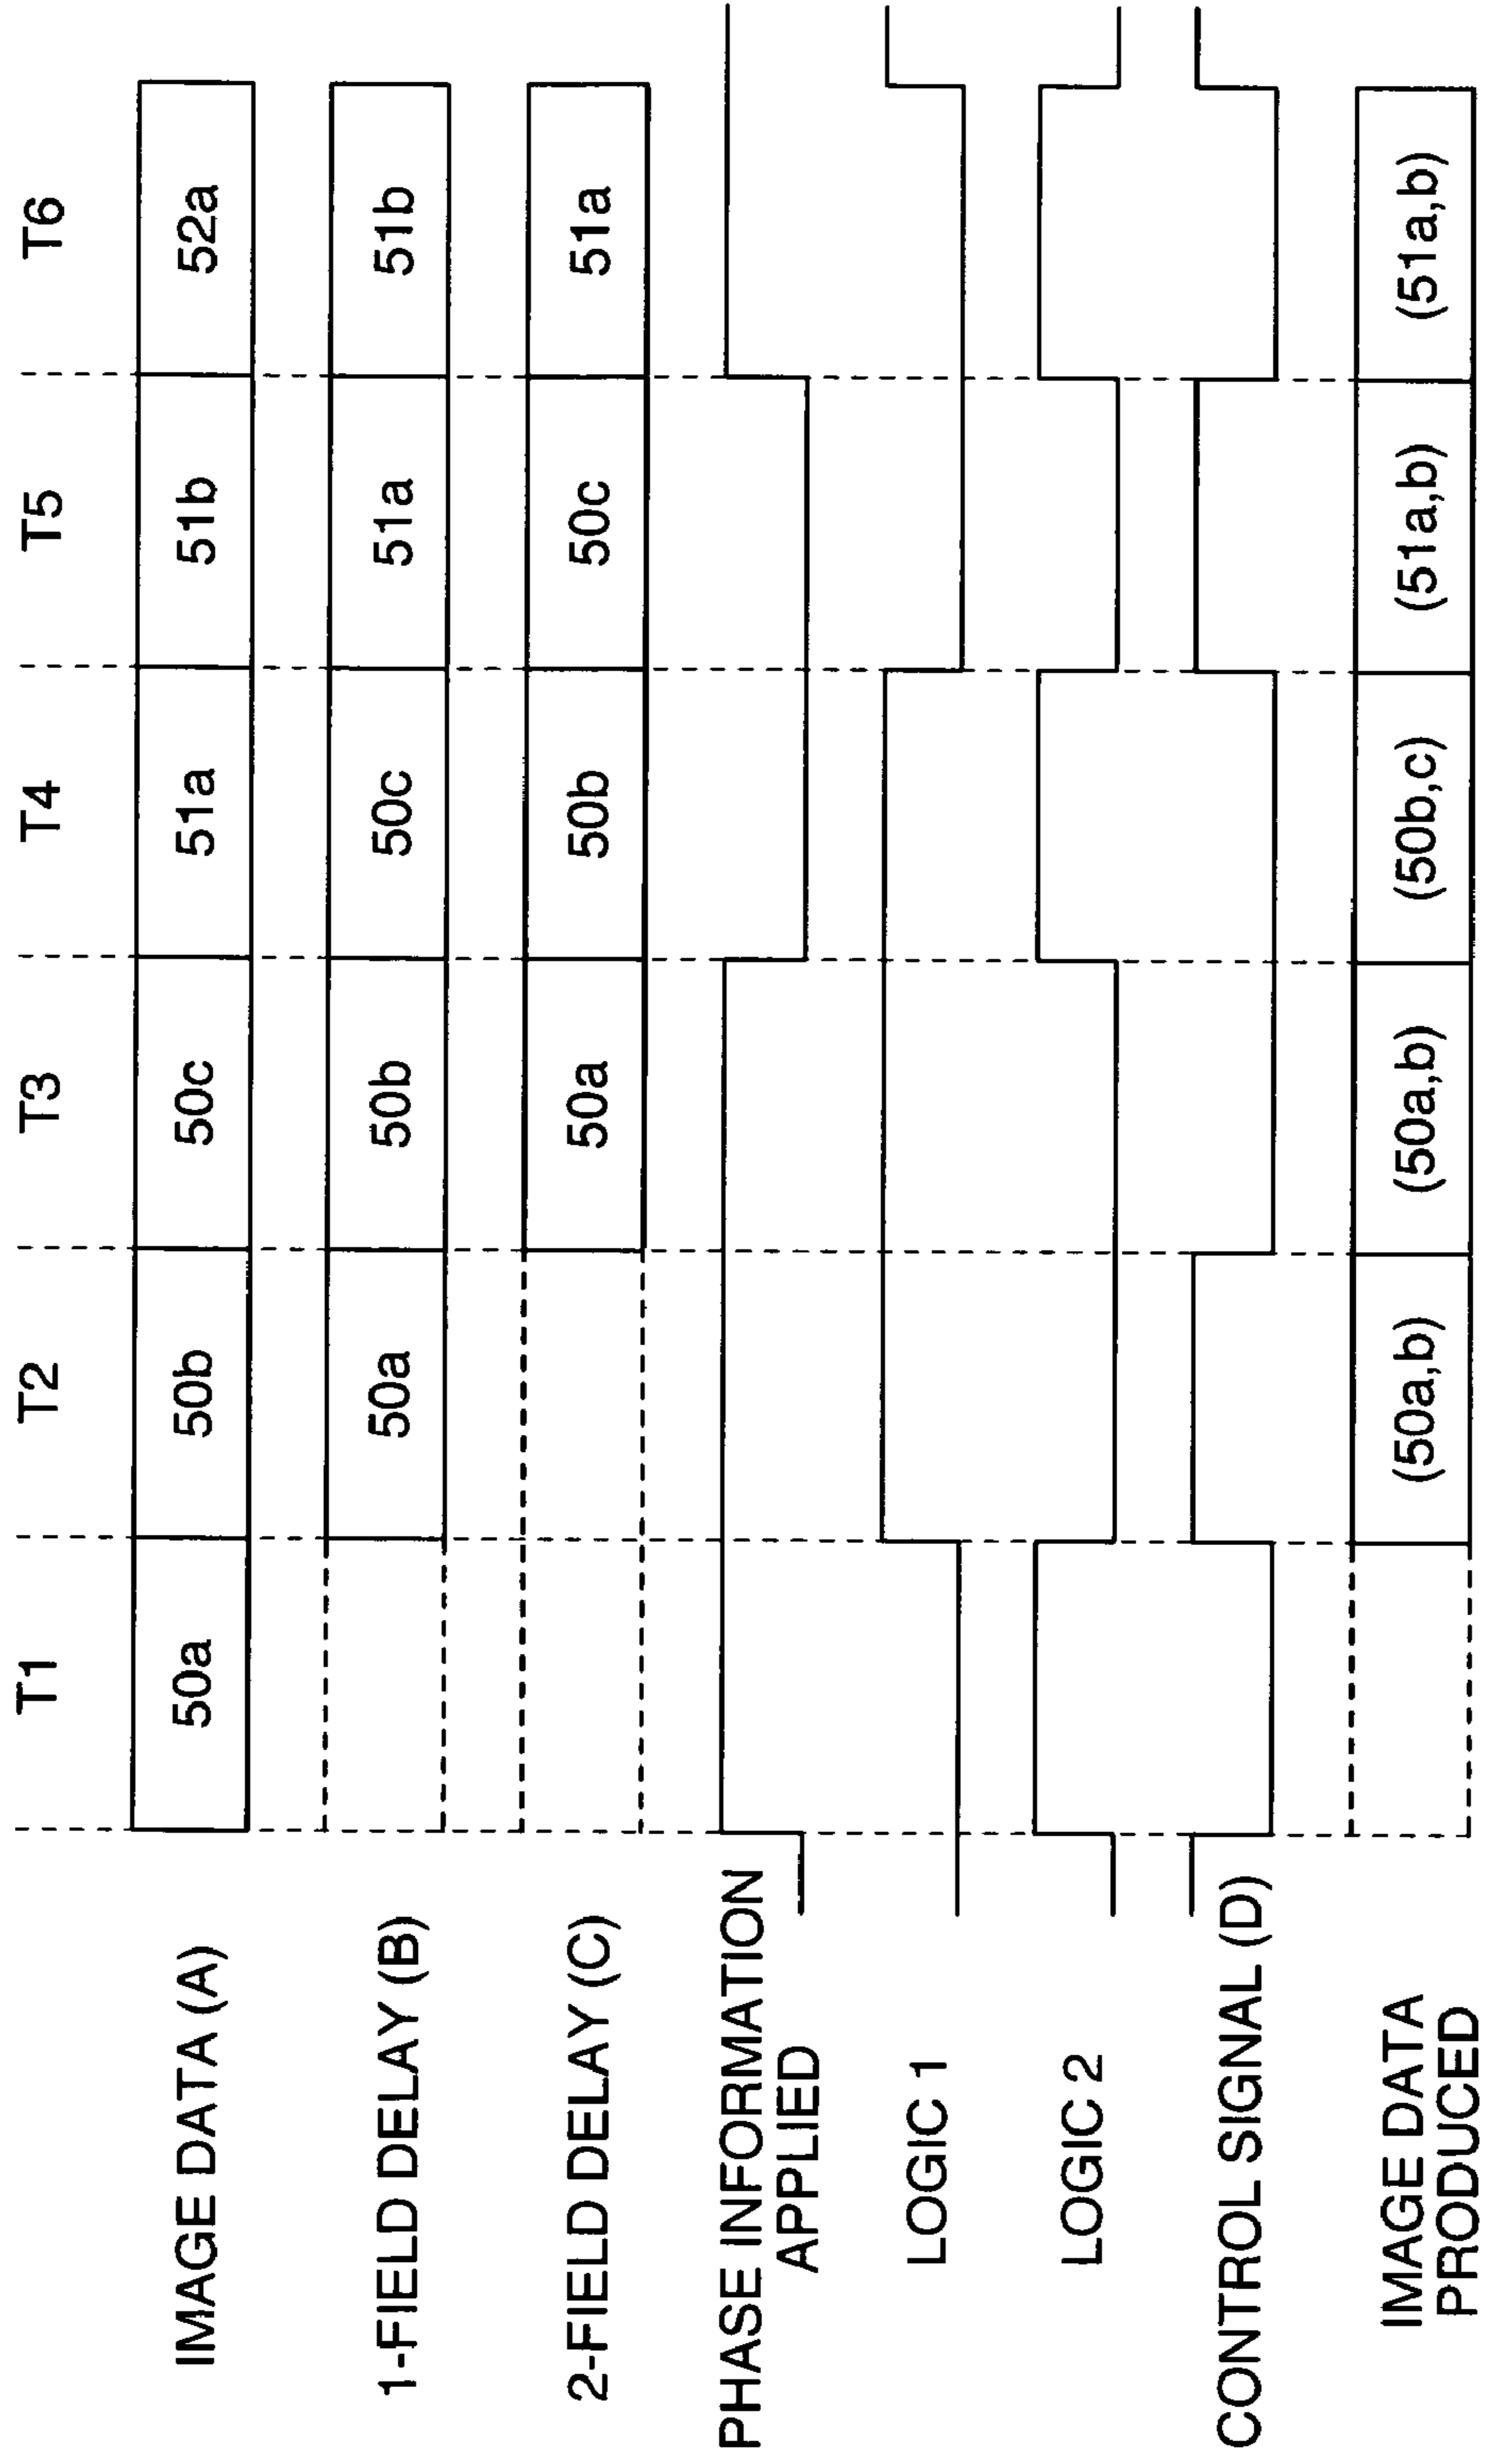 T1 T2 T3 T4 T5 T6
IMAGE DATA (A) 50a 50b 50c 51a 51b 52a
1-FIELD DELAY (B) 50a 50b 50c 51a 51b
2-FIELD DELAY (C) 50a 50b 50c 51a
PHASE INFORMATION
APPLIED
LOGIC 1
LOGIC 2
CONTROL SIGNAL (D)
IMAGE DATA
PRODUCED
(50a,b) (50a,b) (50b,c) (51a,b) (51a,b)